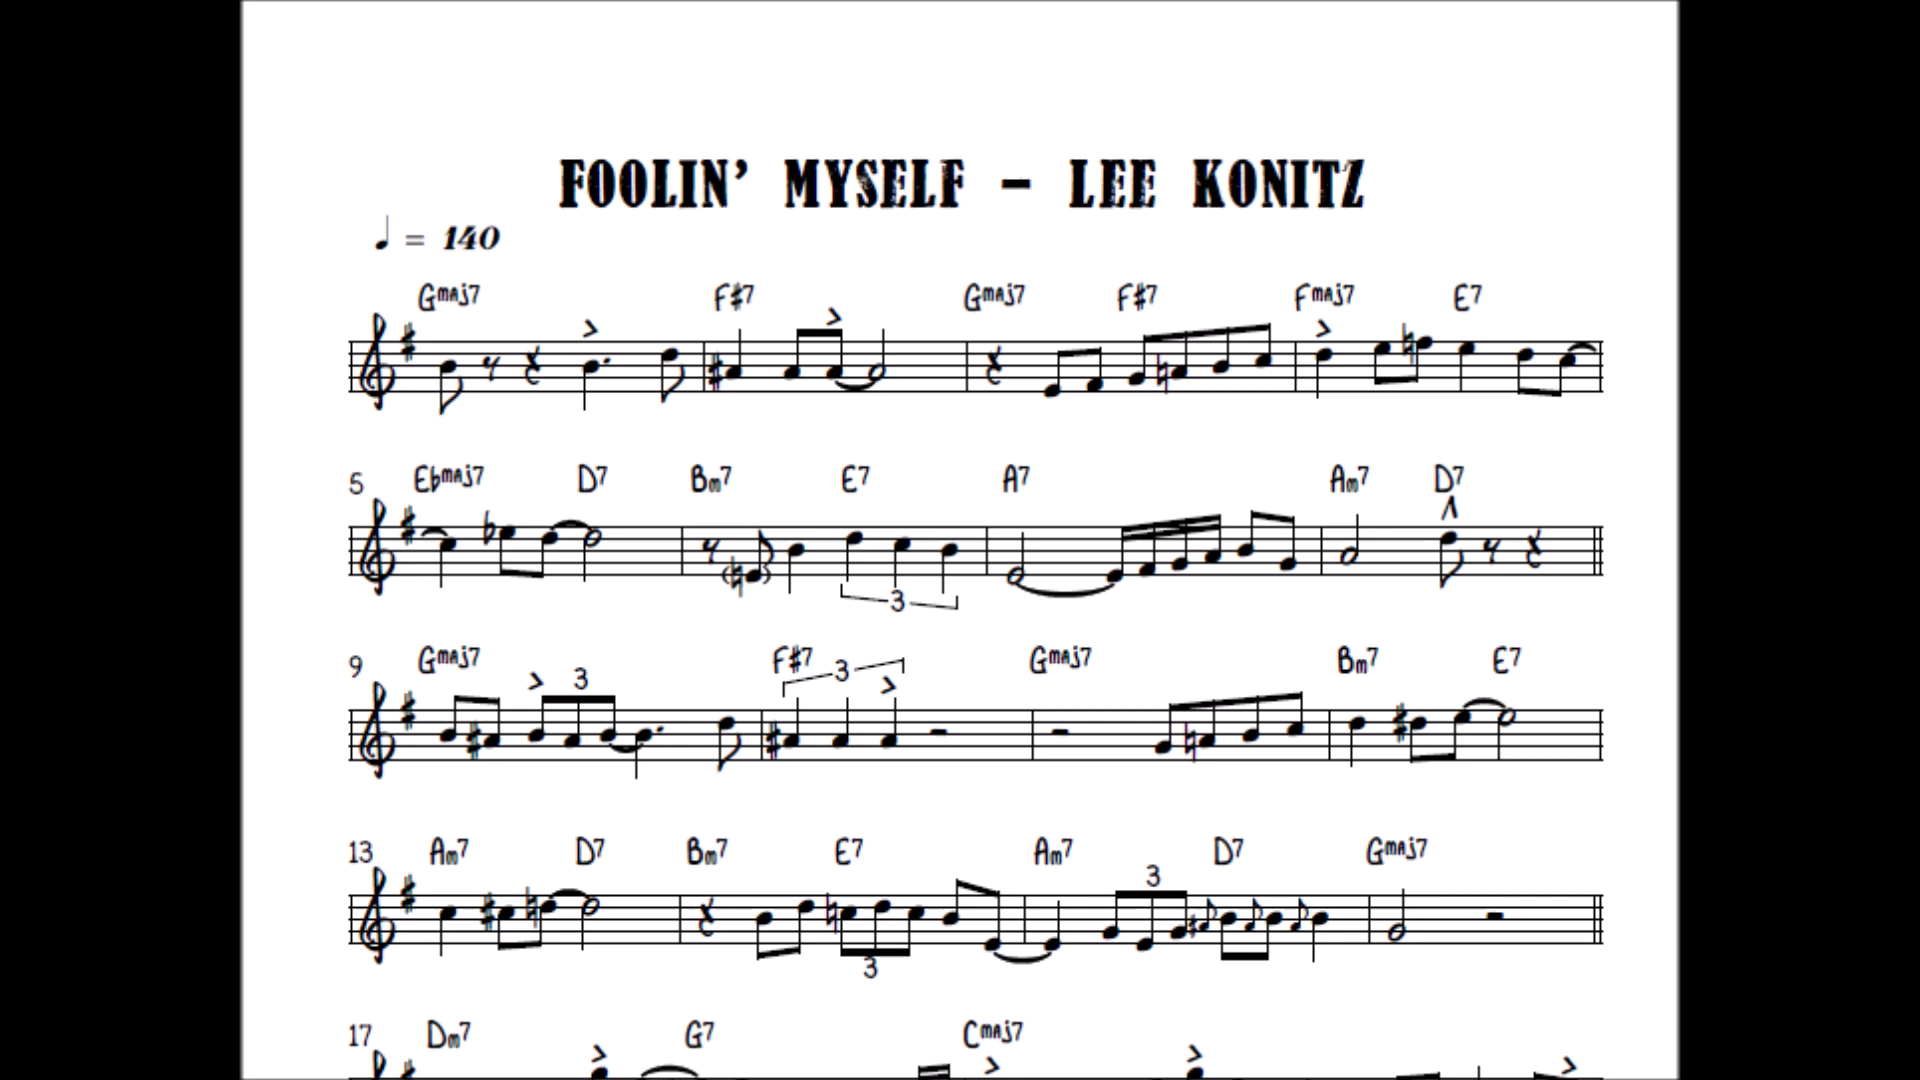 FOOLIN' MYSELF - LEE KONITZ
♩ = 140
Gmaj7 F#7 Gmaj7 F#7 Fmaj7 E7
5 Ebmaj7 D7 Bm7 E7 A7 Am7 D7
3
9 Gmaj7 3 F#7 3 Gmaj7 Bm7 E7
13 Am7 D7 Bm7 E7 Am7 3 D7 Gmaj7
3
17 Dm7 G7 Cmaj7